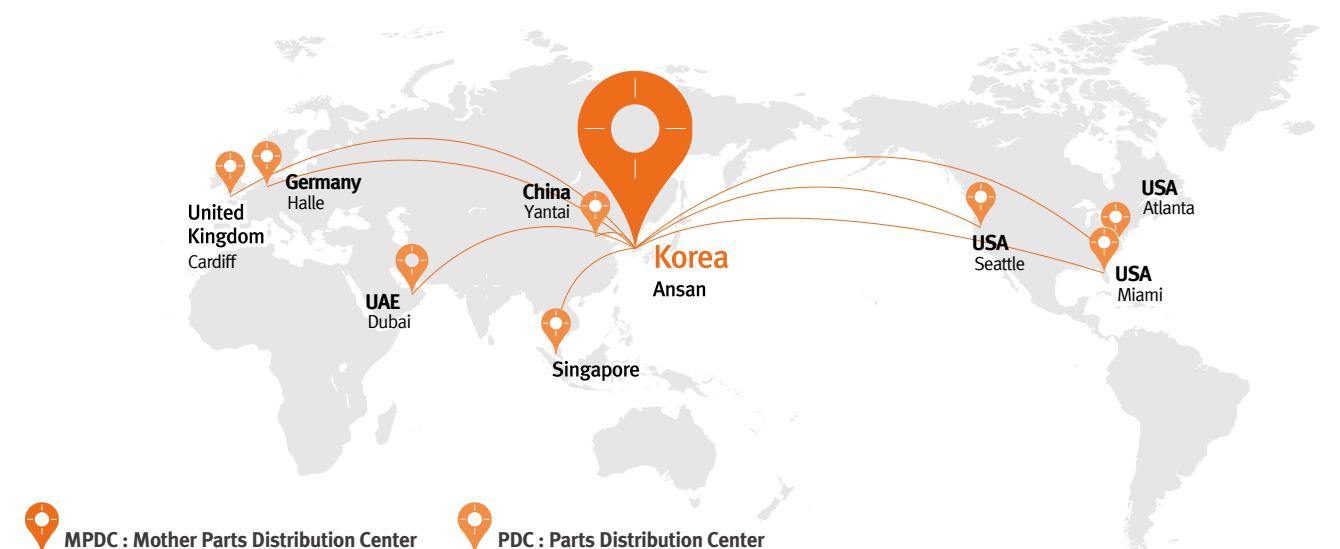 Germany
Halle
United
Kingdom
Cardiff
China
Yantai
UAE
Dubai
Korea
Ansan
Singapore
USA
Seattle
USA
Atlanta
USA
Miami
MPDC : Mother Parts Distribution Center
PDC : Parts Distribution Center